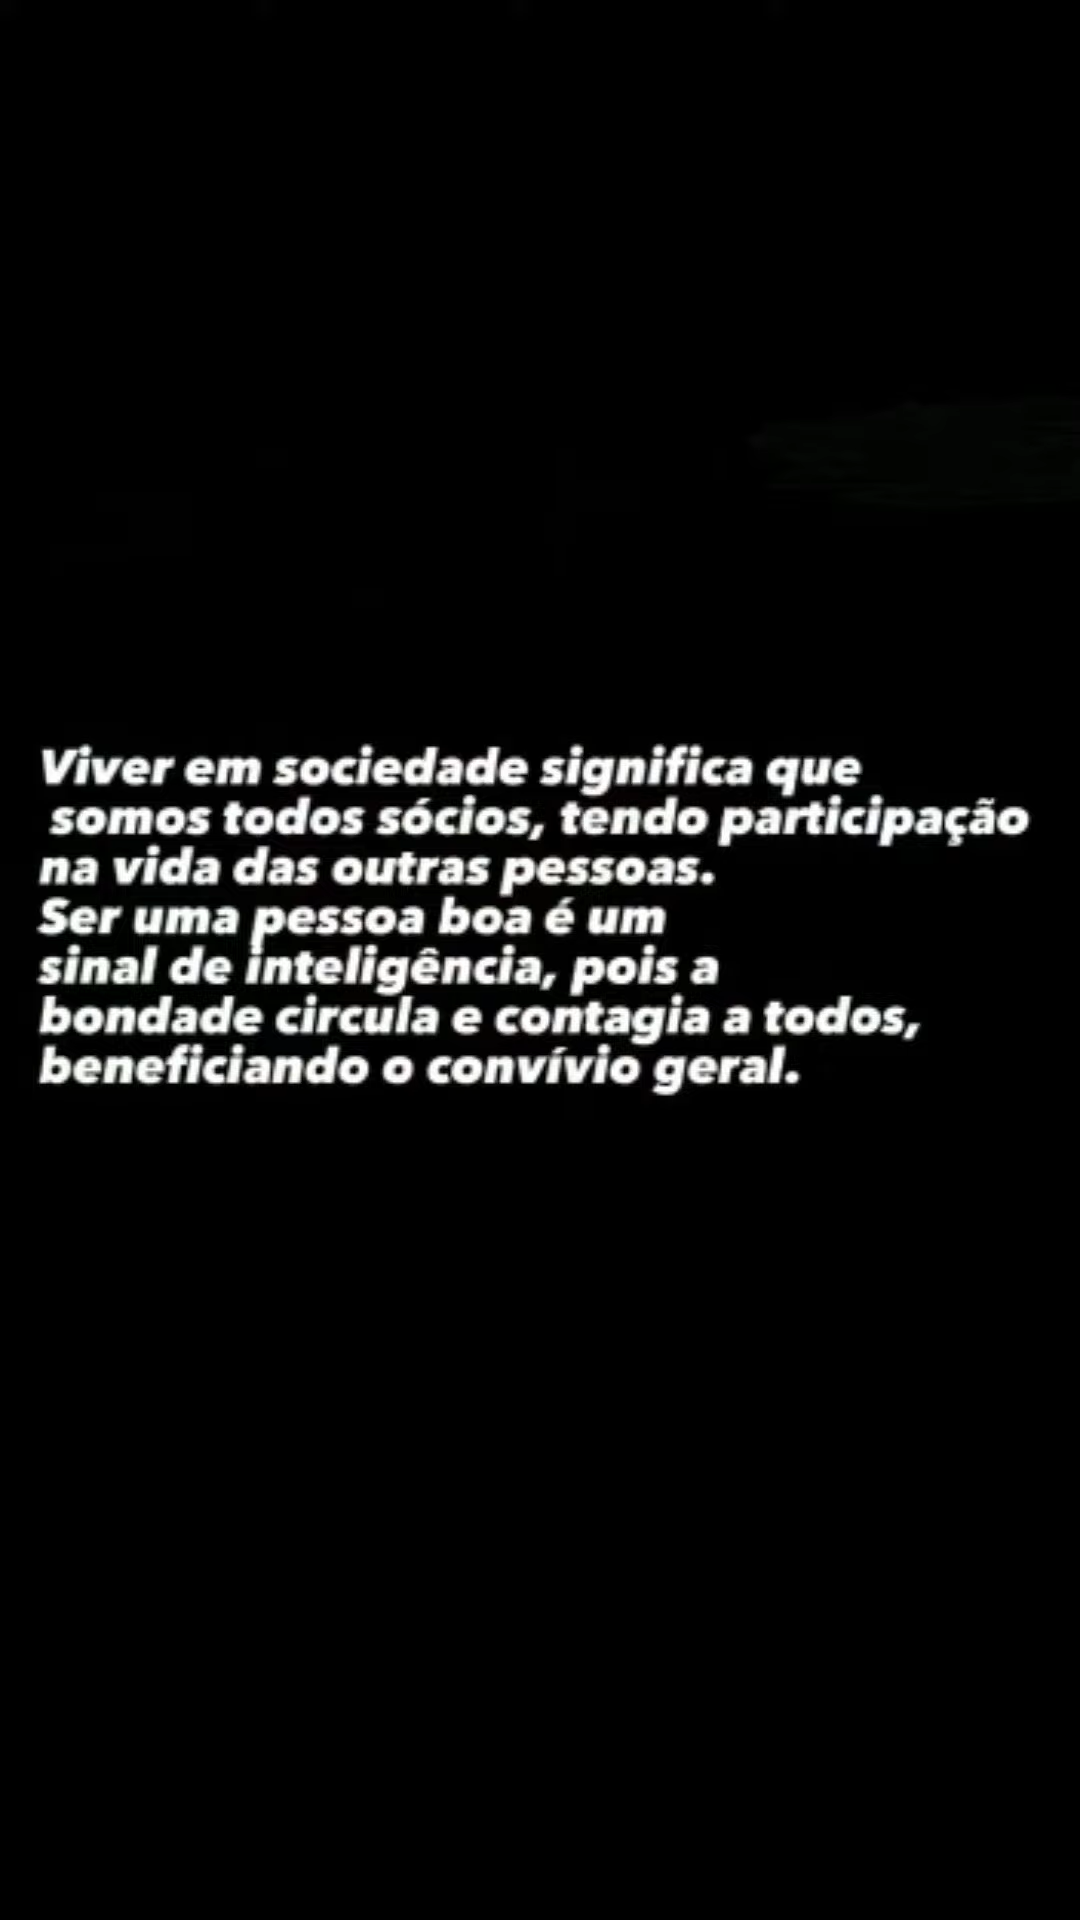 Viver em sociedade significa que
somos todos sócios, tendo participação
na vida das outras pessoas.
Ser uma pessoa boa é um
sinal de inteligência, pois a
bondade circula e contagia a todos,
beneficiando o convívio geral.